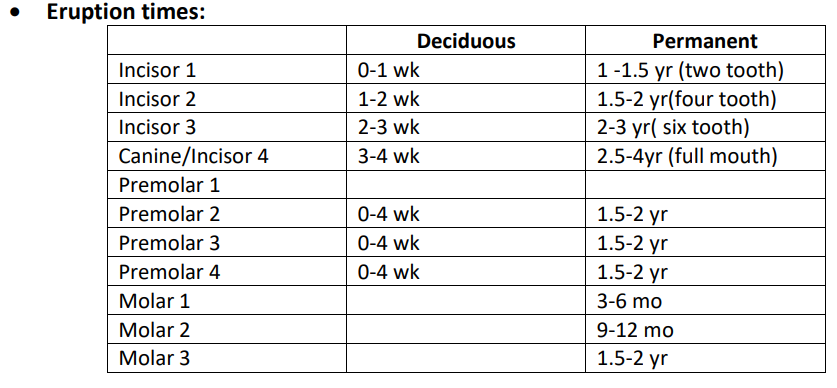 • Eruption times:
Deciduous Permanent
Incisor 1 0-1 wk 1 -1.5 yr (two tooth)
Incisor 2 1-2 wk 1.5-2 yr(four tooth)
Incisor 3 2-3 wk 2-3 yr( six tooth)
Canine/Incisor 4 3-4 wk 2.5-4yr (full mouth)
Premolar 1
Premolar 2 0-4 wk 1.5-2 yr
Premolar 3 0-4 wk 1.5-2 yr
Premolar 4 0-4 wk 1.5-2 yr
Molar 1 3-6 mo
Molar 2 9-12 mo
Molar 3 1.5-2 yr